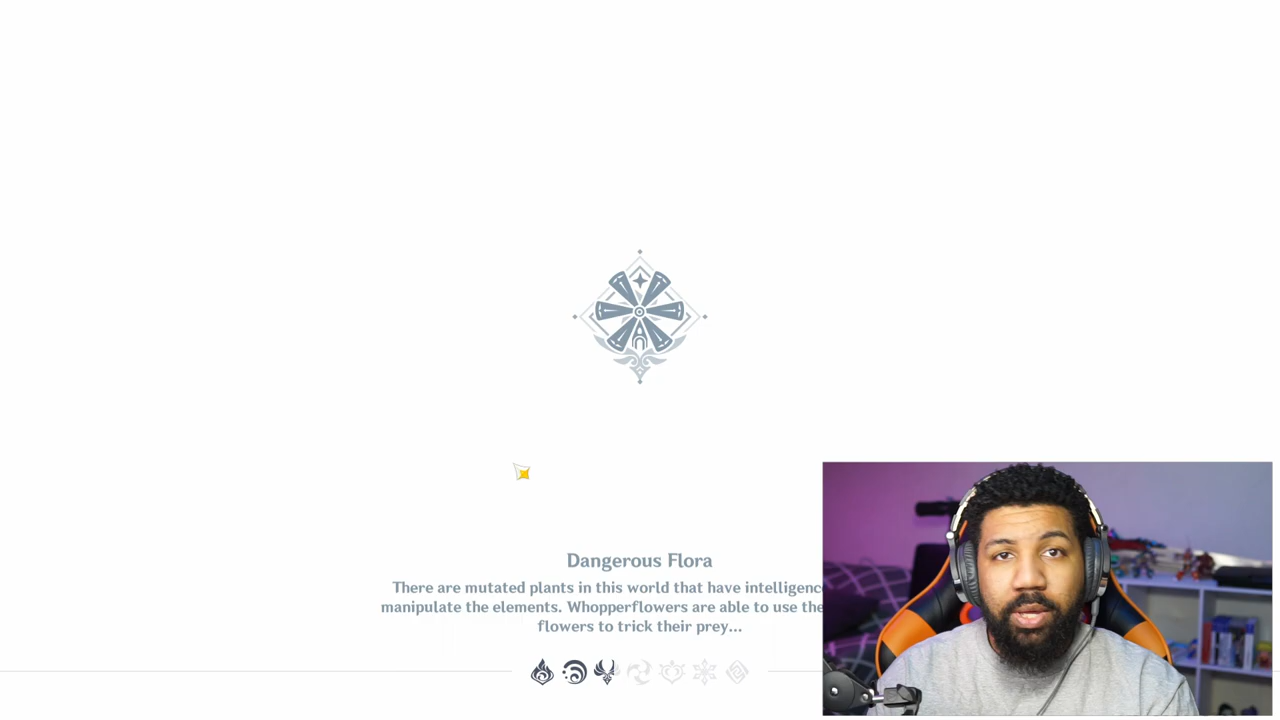 Dangerous Flora
There are mutated plants in this world that have intelligence
manipulate the elements. Whopperflowers are able to use the
flowers to trick their prey...